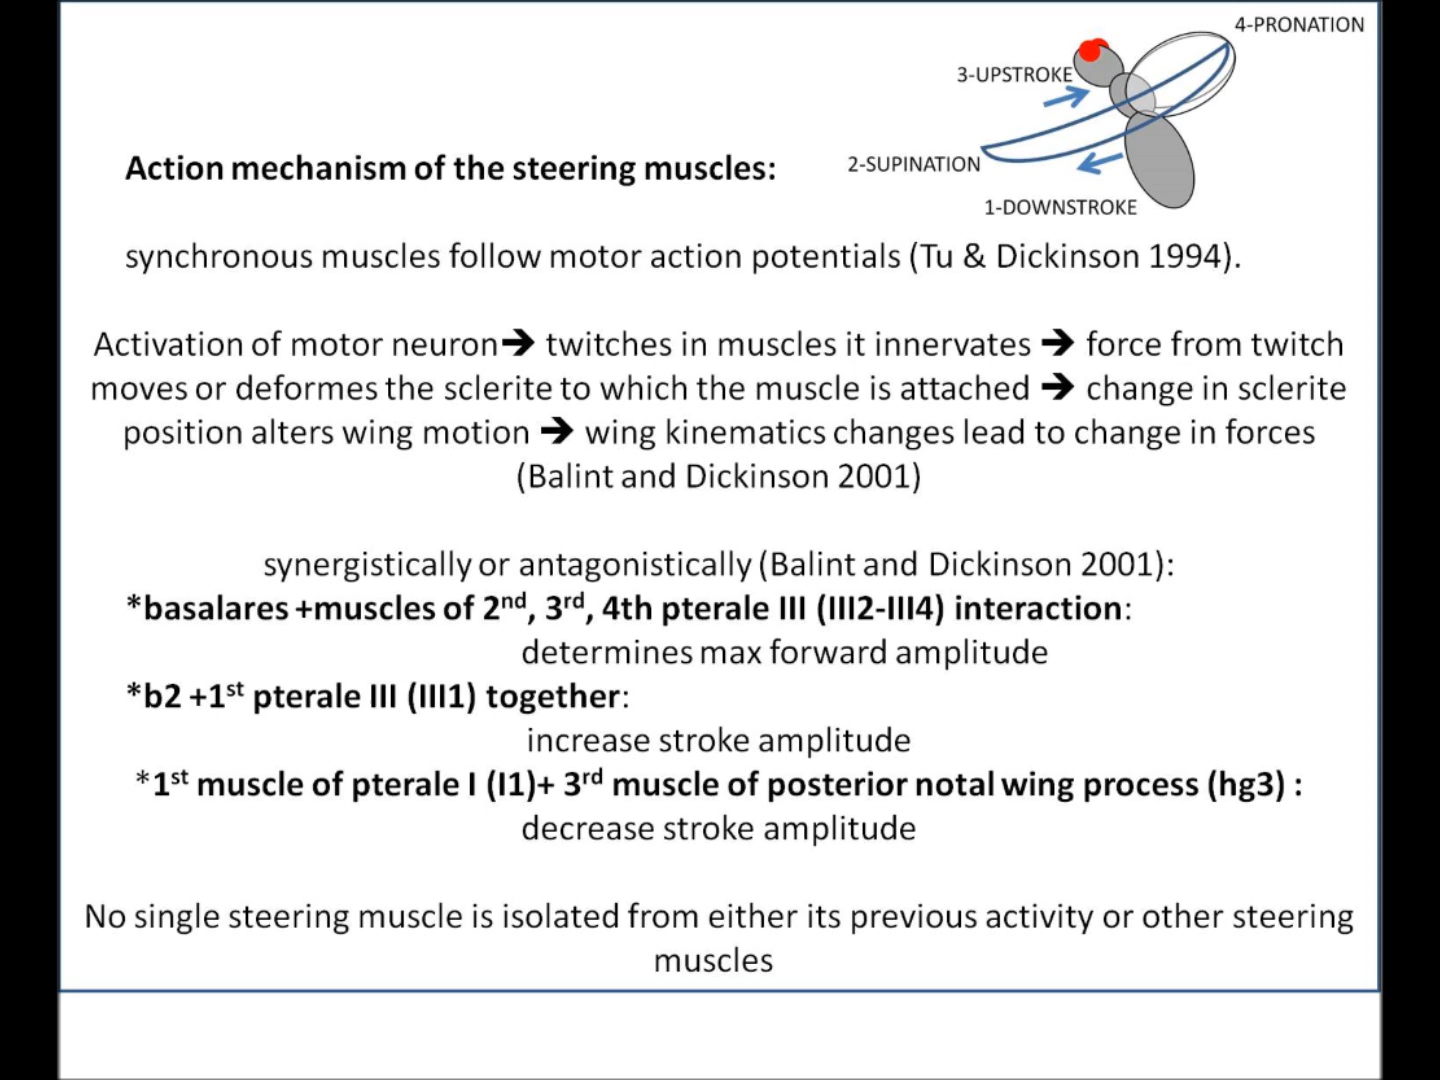 4-PRONATION
3-UPSTROKE
2-SUPINATION
1-DOWNSTROKE
Action mechanism of the steering muscles:
synchronous muscles follow motor action potentials (Tu & Dickinson 1994).
Activation of motor neuron➔ twitches in muscles it innervates ➔ force from twitch
moves or deformes the sclerite to which the muscle is attached ➔ change in sclerite
position alters wing motion ➔ wing kinematics changes lead to change in forces
(Balint and Dickinson 2001)
synergistically or antagonistically (Balint and Dickinson 2001):
*basalares +muscles of 2nd, 3rd, 4th pterale III (III2-III4) interaction:
determines max forward amplitude
*b2 +1st pterale III (III1) together:
increase stroke amplitude
*1st muscle of pterale I (I1)+ 3rd muscle of posterior notal wing process (hg3) :
decrease stroke amplitude
No single steering muscle is isolated from either its previous activity or other steering
muscles